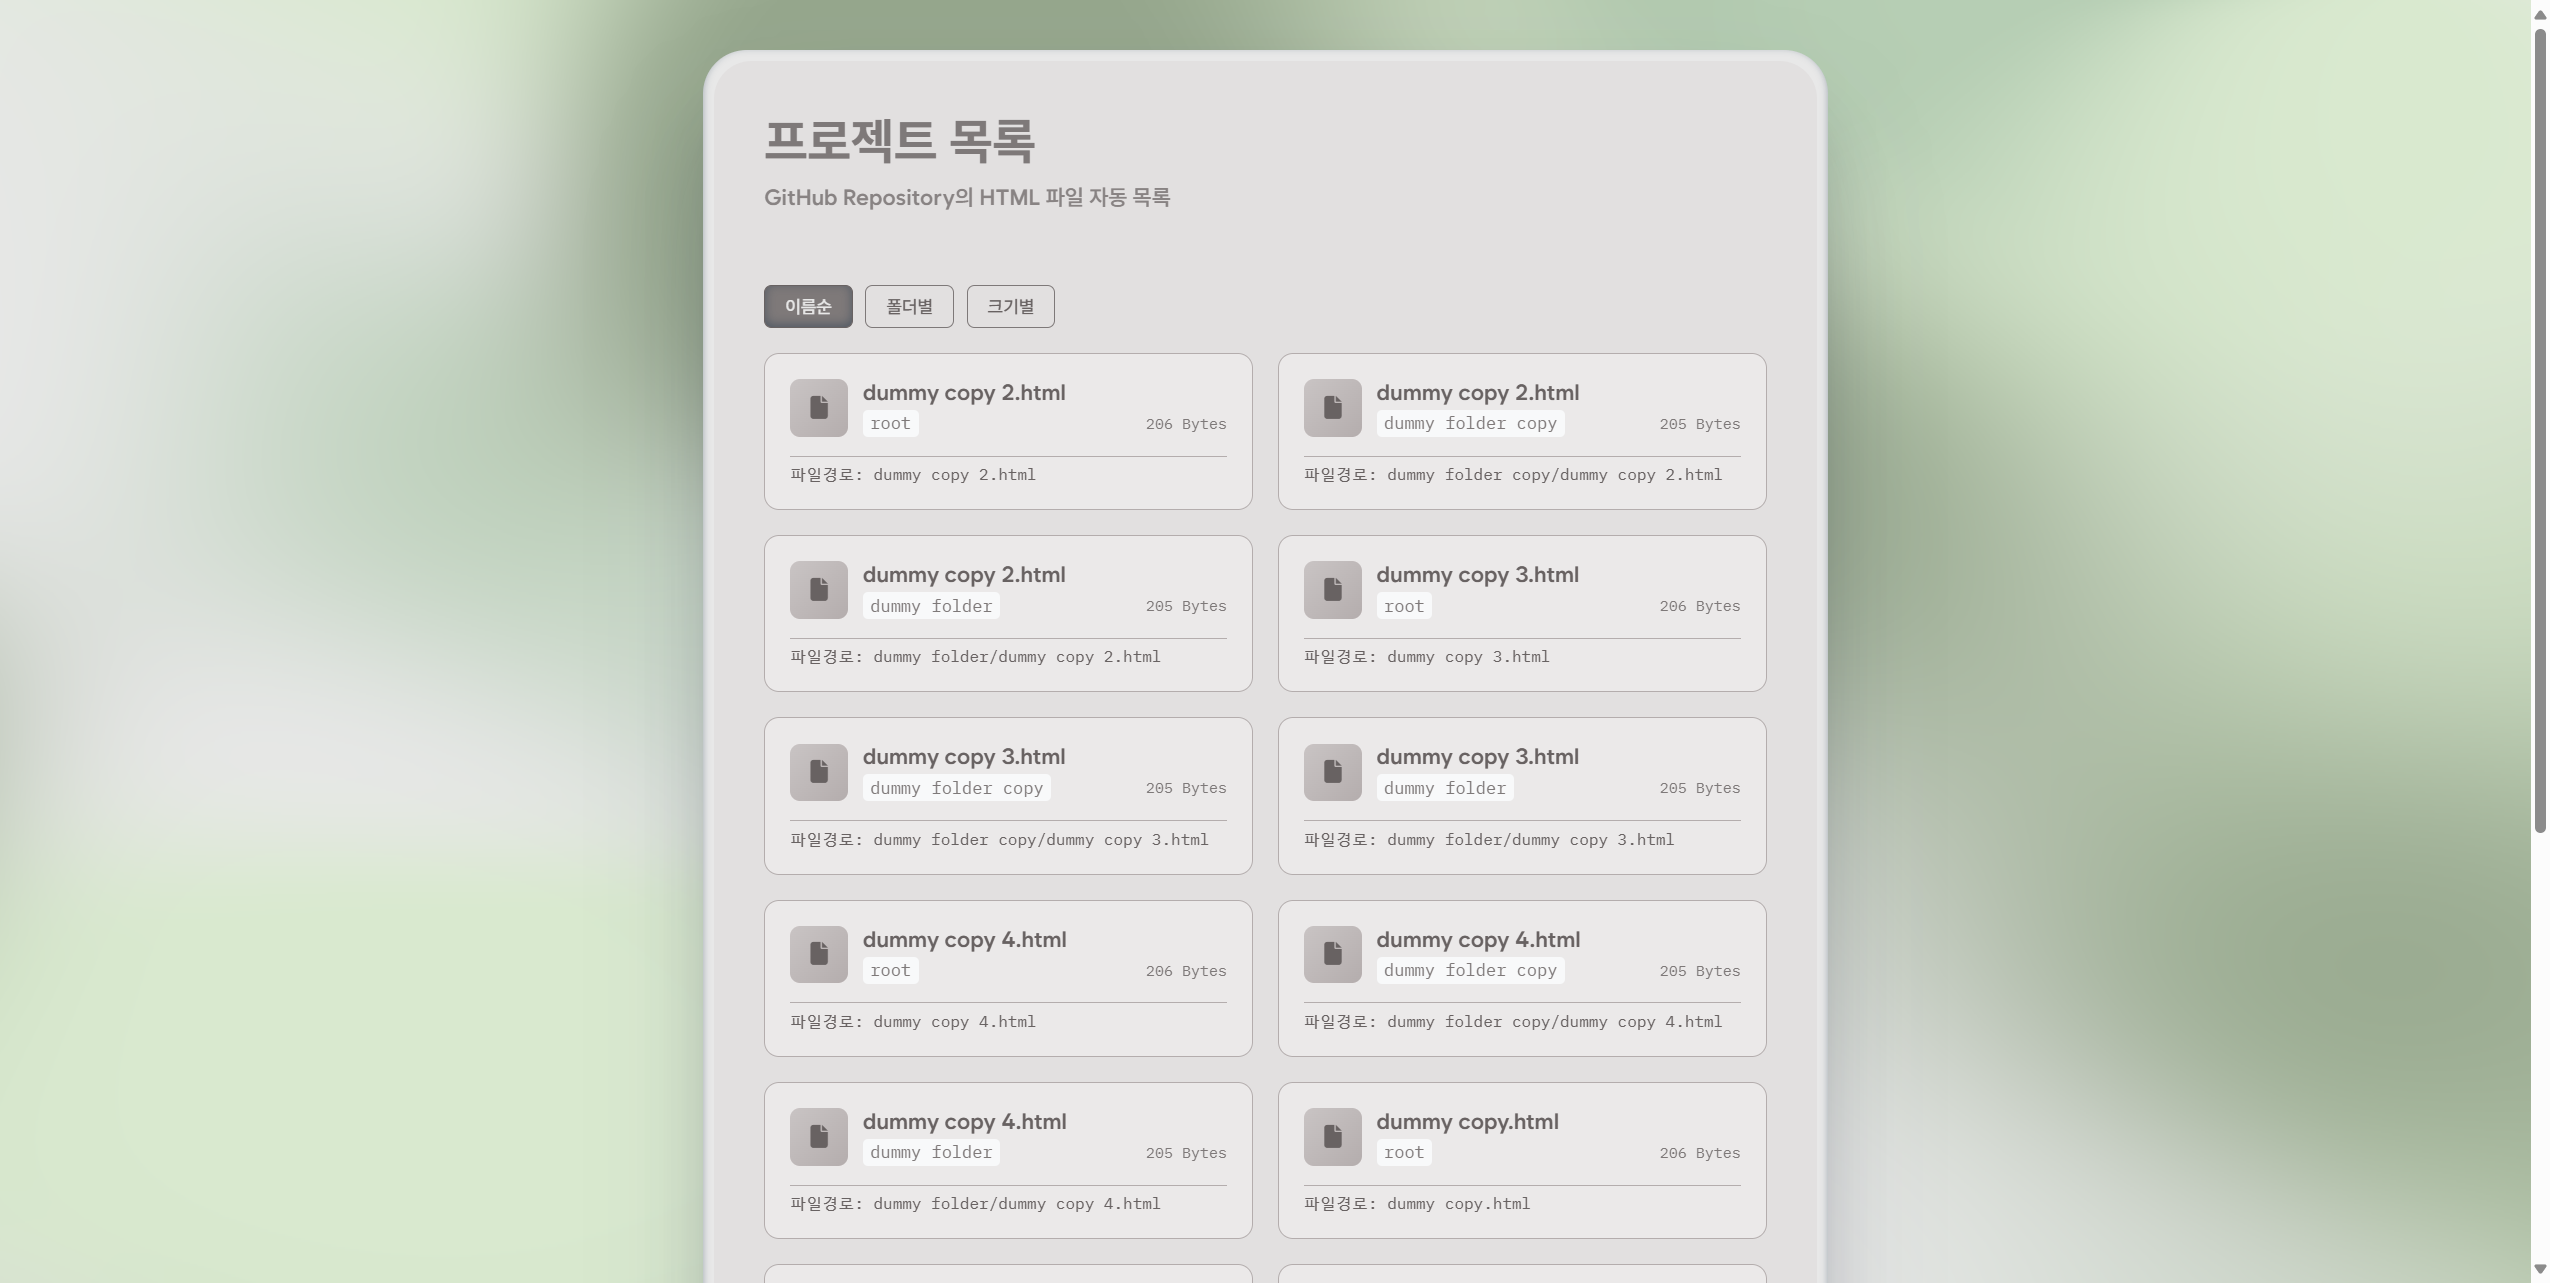 프로젝트 목록
GitHub Repository의 HTML 파일 자동 목록
이름순 폴더별 크기별
dummy copy 2.html
root 206 Bytes
파일경로: dummy copy 2.html
dummy copy 2.html
dummy folder copy 205 Bytes
파일경로: dummy folder copy/dummy copy 2.html
dummy copy 2.html
dummy folder 205 Bytes
파일경로: dummy folder/dummy copy 2.html
dummy copy 3.html
root 206 Bytes
파일경로: dummy copy 3.html
dummy copy 3.html
dummy folder copy 205 Bytes
파일경로: dummy folder copy/dummy copy 3.html
dummy copy 3.html
dummy folder 205 Bytes
파일경로: dummy folder/dummy copy 3.html
dummy copy 4.html
root 206 Bytes
파일경로: dummy copy 4.html
dummy copy 4.html
dummy folder copy 205 Bytes
파일경로: dummy folder copy/dummy copy 4.html
dummy copy 4.html
dummy folder 205 Bytes
파일경로: dummy folder/dummy copy 4.html
dummy copy.html
root 206 Bytes
파일경로: dummy copy.html